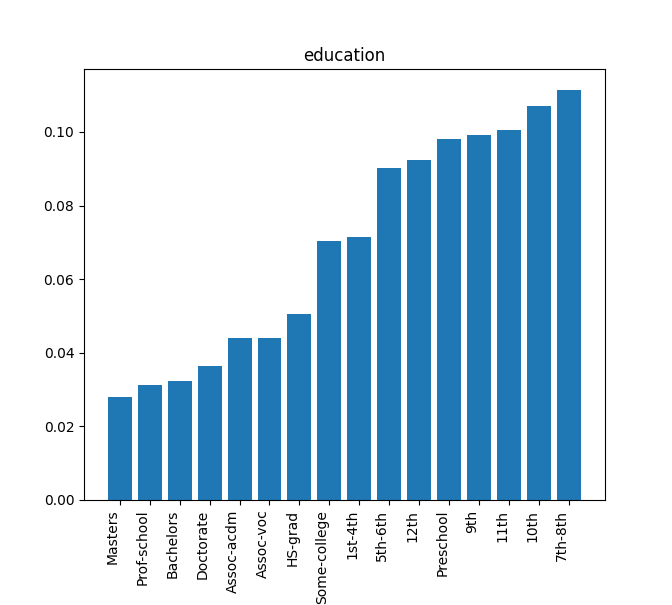 education
0.10
0.08
0.06
0.04
0.02
0.00
Masters
Prof-school
Bachelors
Doctorate
Assoc-acdm
Assoc-voc
HS-grad
Some-college
1st-4th
5th-6th
12th
Preschool
9th
11th
10th
7th-8th